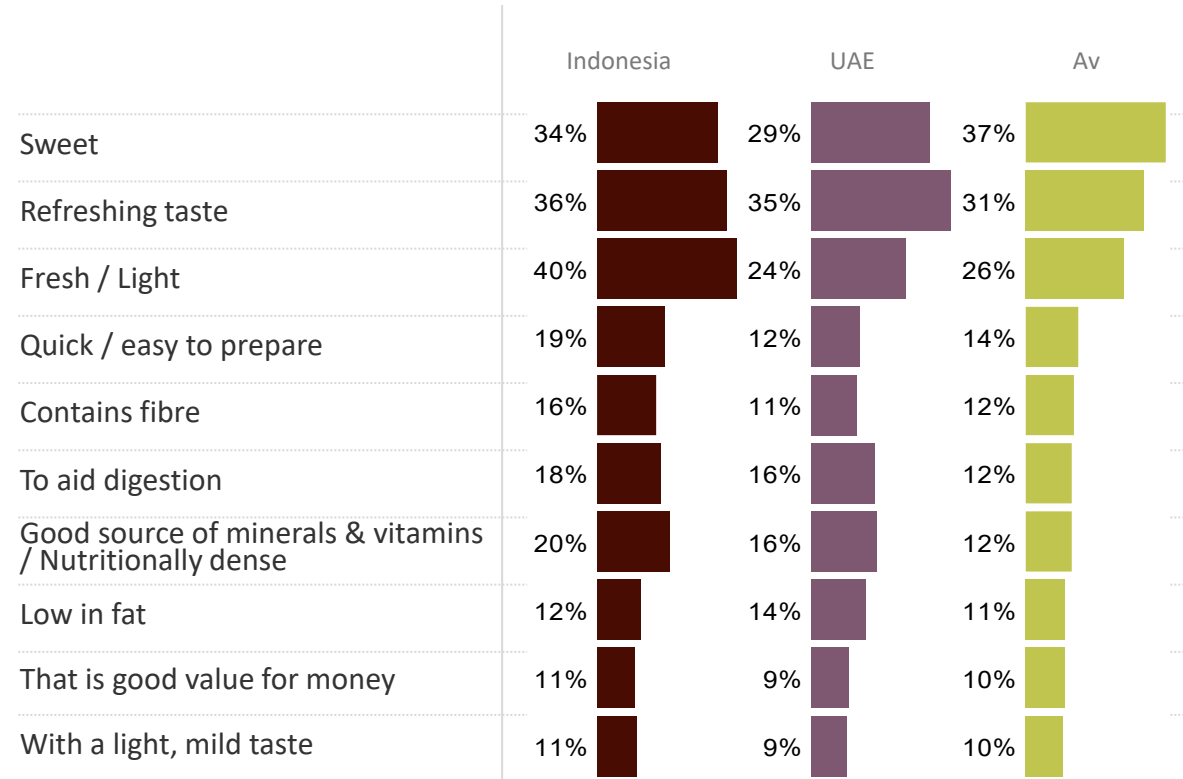 Indonesia UAE Av
Sweet 34% 29% 37%
Refreshing taste 36% 35% 31%
Fresh / Light 40% 24% 26%
Quick / easy to prepare 19% 12% 14%
Contains fibre 16% 11% 12%
To aid digestion 18% 16% 12%
Good source of minerals & vitamins
/ Nutritionally dense 20% 16% 12%
Low in fat 12% 14% 11%
That is good value for money 11% 9% 10%
With a light, mild taste 11% 9% 10%